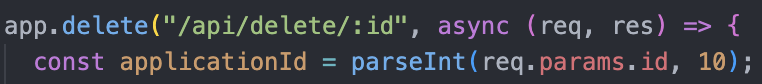 app.delete("/api/delete/:id", async (req, res) => {
  const applicationId = parseInt(req.params.id, 10);